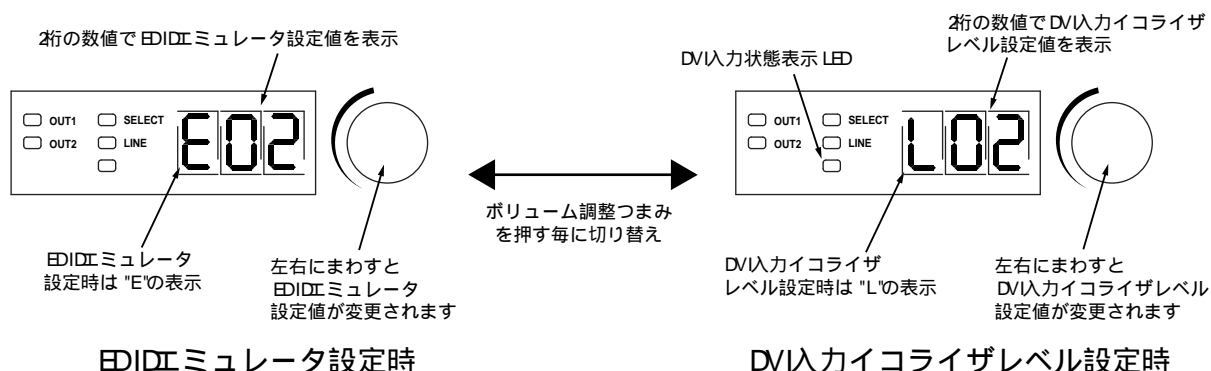 2桁の数値でEDIDエミュレータ設定値を表示
OUT1
SELECT
OUT2
LINE
E02
EDIDエミュレータ
設定時は "E"の表示
左右にまわすと
EDIDエミュレータ
設定値が変更されます
EDIDエミュレータ設定時
ボリューム調整つまみ
を押す毎に切り替え
2桁の数値でDVI入力イコライザ
レベル設定値を表示
DVI入力状態表示 LED
OUT1
SELECT
OUT2
LINE
L02
DVI入力イコライザ
レベル設定時は "L"の表示
左右にまわすと
DVI入力イコライザレベル
設定値が変更されます
DVI入力イコライザレベル設定時